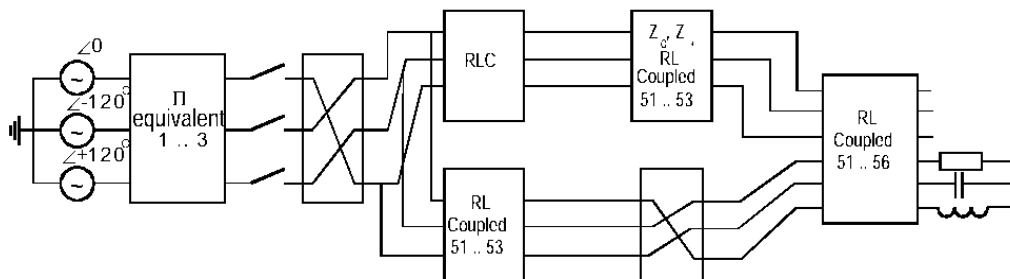 ∠0
∠-120°
∠+120°
Π
equivalent
1 .. 3
RLC
Z₀, Z₊
RL
Coupled
51 .. 53
RL
Coupled
51 .. 53
RL
Coupled
51 .. 56